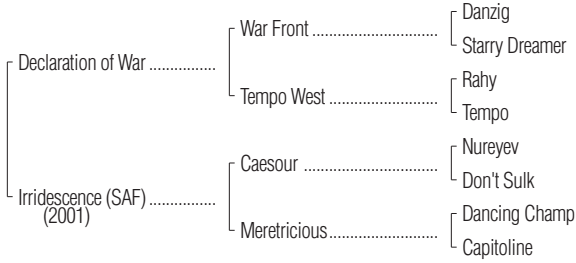 Danzig
War Front ........................................
Starry Dreamer
Declaration of War ................
Rahy
Tempo West ...................................
Tempo
Nureyev
Caesour ..........................................
Don't Sulk
Irridescence (SAF) ................
(2001)
Dancing Champ
Meretricious ...................................
Capitoline